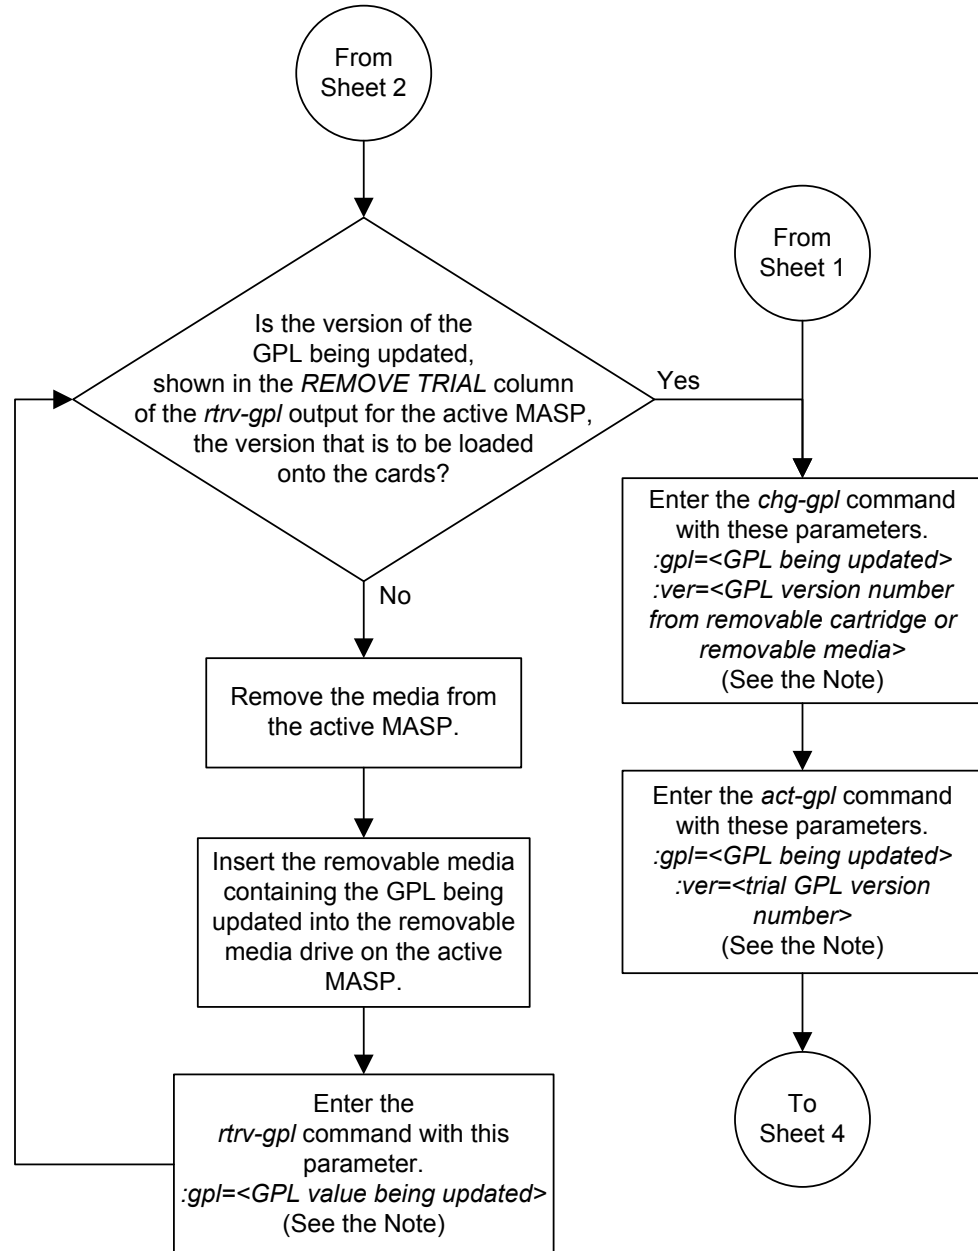 From
Sheet 2
Is the version of the
GPL being updated,
shown in the REMOVE TRIAL column
of the rtrv-gpl output for the active MASP,
the version that is to be loaded
onto the cards?
Yes
No
Remove the media from
the active MASP.
Insert the removable media
containing the GPL being
updated into the removable
media drive on the active
MASP.
Enter the
rtrv-gpl command with this
parameter.
:gpl=<GPL value being updated>
(See the Note)
From
Sheet 1
Enter the chg-gpl command
with these parameters.
:gpl=<GPL being updated>
:ver=<GPL version number
from removable cartridge or
removable media>
(See the Note)
Enter the act-gpl command
with these parameters.
:gpl=<GPL being updated>
:ver=<trial GPL version
number>
(See the Note)
To
Sheet 4